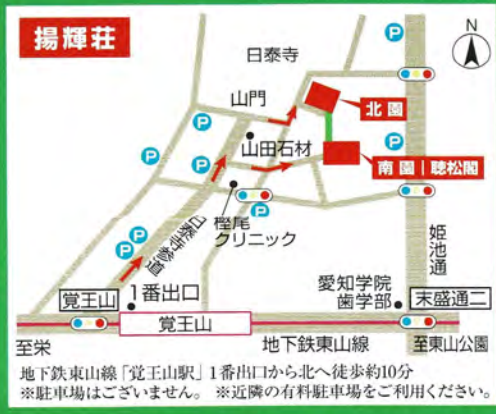 揚輝荘
N
日泰寺
P
山門
北園
P
山田石材
P
P
南園|聴松閣
P
樫尾
クリニック
P
P
日泰寺参道
姫池通
覚王山
1番出口
愛知学院
歯学部
末盛通二
覚王山
至栄
地下鉄東山線
至東山公園
地下鉄東山線「覚王山駅」1番出口から北へ徒歩約10分
※駐車場はございません。 ※近隣の有料駐車場をご利用ください。